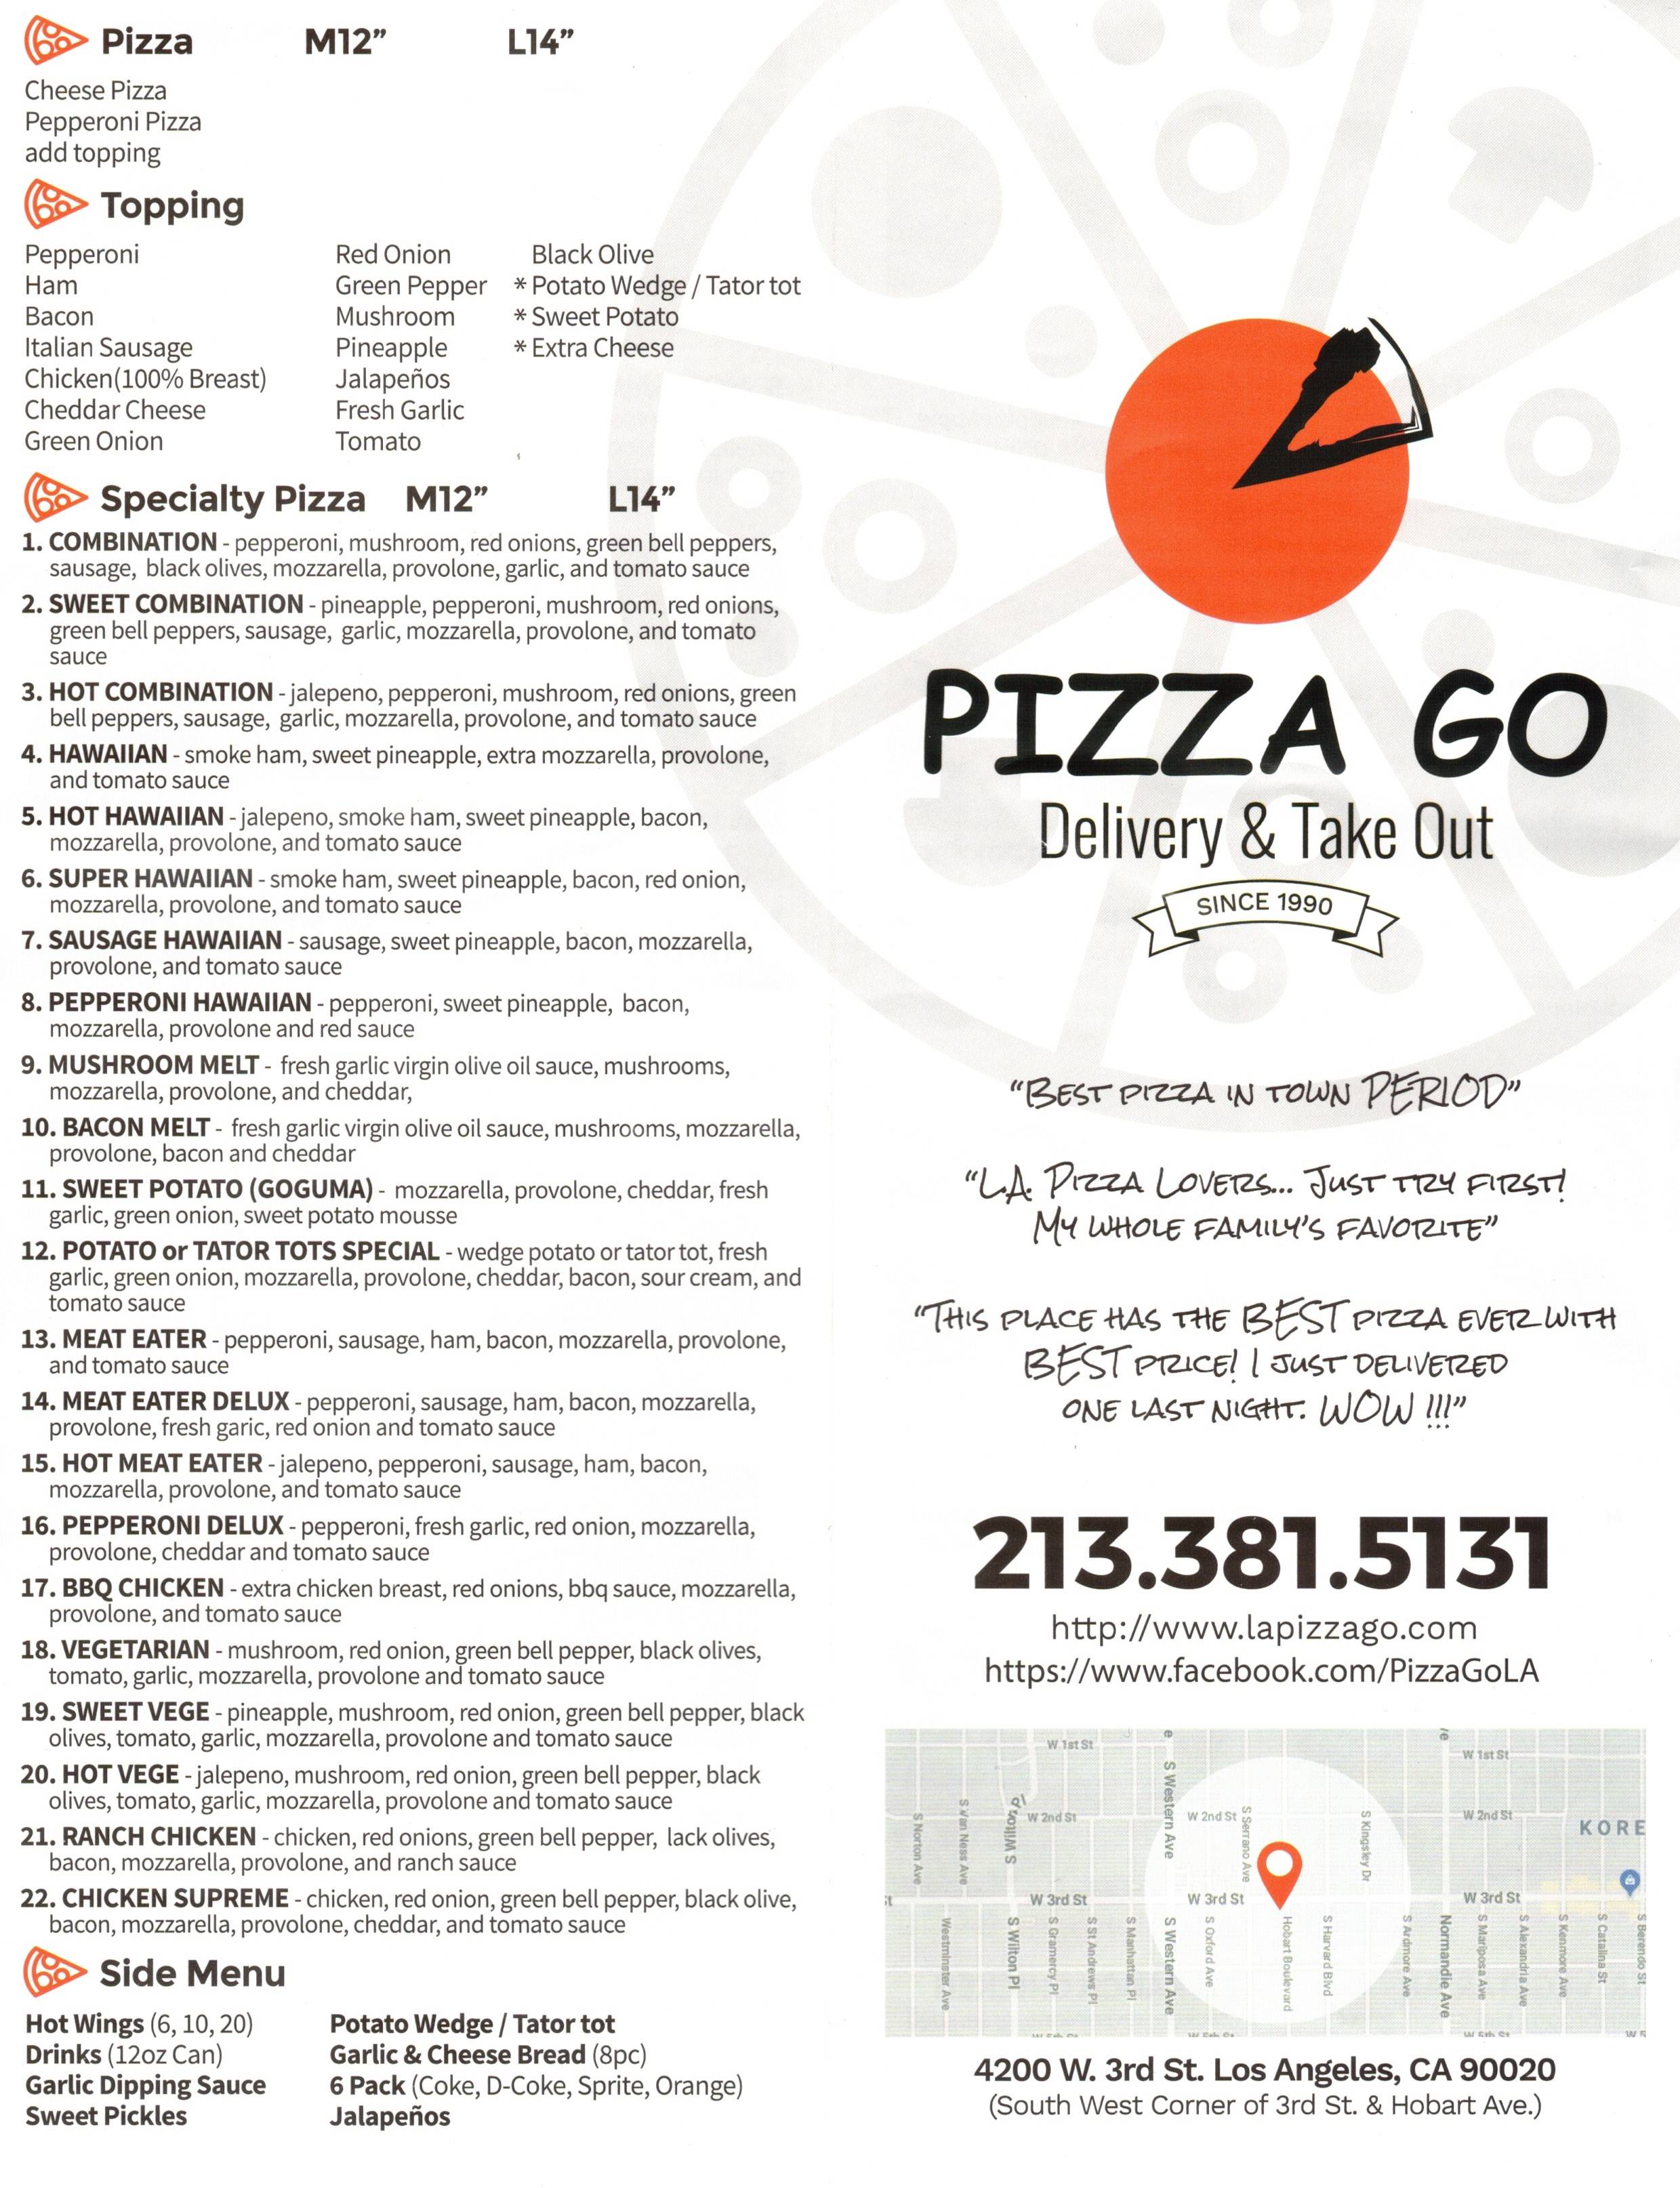 Pizza M12" L14"
Cheese Pizza
Pepperoni Pizza
add topping
Topping
Pepperoni
Ham
Bacon
Italian Sausage
Chicken(100% Breast)
Cheddar Cheese
Green Onion
Red Onion
Green Pepper
Mushroom
Pineapple
Jalapeños
Fresh Garlic
Tomato
Black Olive
* Potato Wedge / Tator tot
* Sweet Potato
* Extra Cheese
Specialty Pizza M12" L14"
1. COMBINATION - pepperoni, mushroom, red onions, green bell peppers,
sausage, black olives, mozzarella, provolone, garlic, and tomato sauce
2. SWEET COMBINATION - pineapple, pepperoni, mushroom, red onions,
green bell peppers, sausage, garlic, mozzarella, provolone, and tomato
sauce
3. HOT COMBINATION - jalepeno, pepperoni, mushroom, red onions, green
bell peppers, sausage, garlic, mozzarella, provolone, and tomato sauce
4. HAWAIIAN - smoke ham, sweet pineapple, extra mozzarella, provolone,
and tomato sauce
5. HOT HAWAIIAN - jalepeno, smoke ham, sweet pineapple, bacon,
mozzarella, provolone, and tomato sauce
6. SUPER HAWAIIAN - smoke ham, sweet pineapple, bacon, red onion,
mozzarella, provolone, and tomato sauce
7. SAUSAGE HAWAIIAN - sausage, sweet pineapple, bacon, mozzarella,
provolone, and tomato sauce
8. PEPPERONI HAWAIIAN - pepperoni, sweet pineapple, bacon,
mozzarella, provolone and red sauce
9. MUSHROOM MELT - fresh garlic virgin olive oil sauce, mushrooms,
mozzarella, provolone, and cheddar,
10. BACON MELT - fresh garlic virgin olive oil sauce, mushrooms, mozzarella,
provolone, bacon and cheddar
11. SWEET POTATO (GOGUMA) - mozzarella, provolone, cheddar, fresh
garlic, green onion, sweet potato mousse
12. POTATO or TATOR TOTS SPECIAL - wedge potato or tator tot, fresh
garlic, green onion, mozzarella, provolone, cheddar, bacon, sour cream, and
tomato sauce
13. MEAT EATER - pepperoni, sausage, ham, bacon, mozzarella, provolone,
and tomato sauce
14. MEAT EATER DELUX - pepperoni, sausage, ham, bacon, mozzarella,
provolone, fresh garic, red onion and tomato sauce
15. HOT MEAT EATER - jalepeno, pepperoni, sausage, ham, bacon,
mozzarella, provolone, and tomato sauce
16. PEPPERONI DELUX - pepperoni, fresh garlic, red onion, mozzarella,
provolone, cheddar and tomato sauce
17. BBQ CHICKEN - extra chicken breast, red onions, bbq sauce, mozzarella,
provolone, and tomato sauce
18. VEGETARIAN - mushroom, red onion, green bell pepper, black olives,
tomato, garlic, mozzarella, provolone and tomato sauce
19. SWEET VEGE - pineapple, mushroom, red onion, green bell pepper, black
olives, tomato, garlic, mozzarella, provolone and tomato sauce
20. HOT VEGE - jalepeno, mushroom, red onion, green bell pepper, black
olives, tomato, garlic, mozzarella, provolone and tomato sauce
21. RANCH CHICKEN - chicken, red onions, green bell pepper, lack olives,
bacon, mozzarella, provolone, and ranch sauce
22. CHICKEN SUPREME - chicken, red onion, green bell pepper, black olive,
bacon, mozzarella, provolone, cheddar, and tomato sauce
Side Menu
Hot Wings (6, 10, 20)
Drinks (12oz Can)
Garlic Dipping Sauce
Sweet Pickles
Potato Wedge / Tator tot
Garlic & Cheese Bread (8pc)
6 Pack (Coke, D-Coke, Sprite, Orange)
Jalapeños
PIZZA GO
Delivery & Take Out
SINCE 1990
"BEST PIZZA IN TOWN PERIOD"
"L.A. PIZZA LOVERS... JUST TRY FIRST!
MY WHOLE FAMILY'S FAVORITE"
"THIS PLACE HAS THE BEST PIZZA EVER WITH
BEST PRICE! I JUST DELIVERED
ONE LAST NIGHT. WOW !!!"
213.381.5131
http://www.lapizzago.com
https://www.facebook.com/PizzaGoLA
W 1st St
W 1st St
S Norton Ave
S Van Ness Ave
S Wilton Pl
W 2nd St
S Western Ave
W 2nd St
S Serrano Ave
S Kingsley Dr
W 2nd St
KORE
W 3rd St
W 3rd St
W 3rd St
Westminster Ave
S Wilton Pl
S Gramercy Pl
S St Andrews Pl
S Manhattan Pl
S Western Ave
S Oxford Ave
Hobart Boulevard
S Harvard Blvd
S Ardmore Ave
Normandie Ave
S Mariposa Ave
S Alexandria Ave
S Kenmore Ave
S Catalina St
S Berendo St
4200 W. 3rd St. Los Angeles, CA 90020
(South West Corner of 3rd St. & Hobart Ave.)